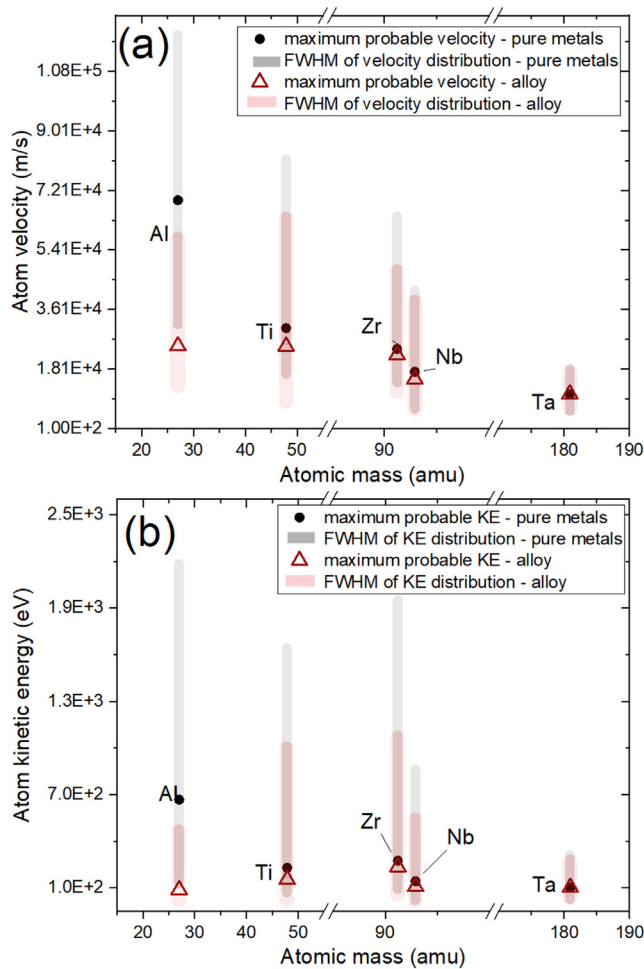 (a)
maximum probable velocity - pure metals
FWHM of velocity distribution - pure metals
maximum probable velocity - alloy
FWHM of velocity distribution - alloy
Atom velocity (m/s)
1.08E+5
9.01E+4
7.21E+4
5.41E+4
3.61E+4
1.81E+4
1.00E+2
Al
Ti
Zr
Nb
Ta
20 30 40 50 90 180 190
Atomic mass (amu)
(b)
maximum probable KE - pure metals
FWHM of KE distribution - pure metals
maximum probable KE - alloy
FWHM of KE distribution - alloy
Atom kinetic energy (eV)
2.5E+3
1.9E+3
1.3E+3
7.0E+2
1.0E+2
Al
Ti
Zr
Nb
Ta
20 30 40 50 90 180 190
Atomic mass (amu)